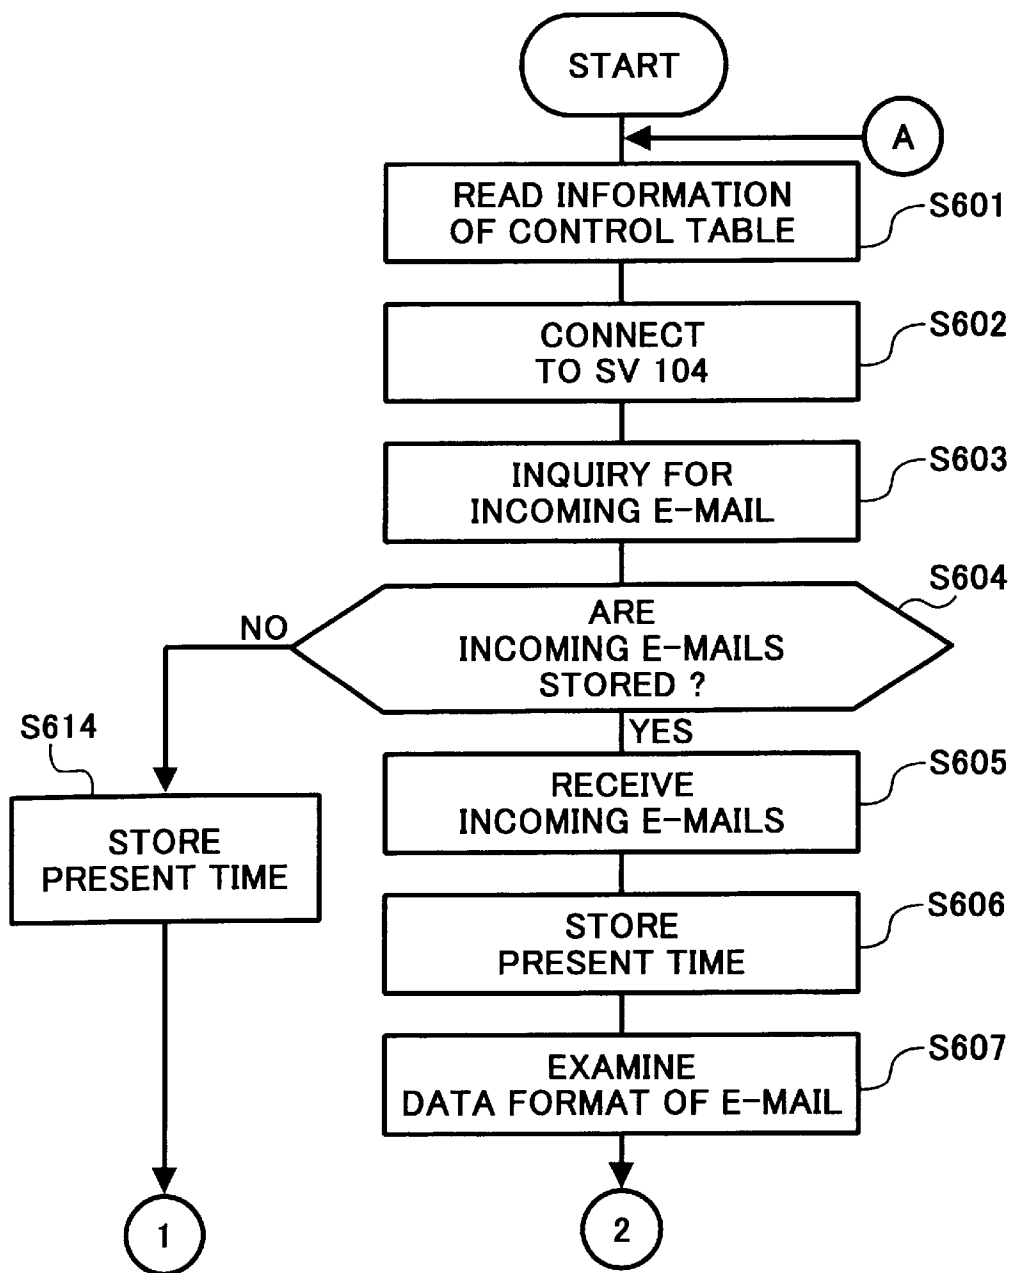 START
A
READ INFORMATION
OF CONTROL TABLE
S601
CONNECT
TO SV 104
S602
INQUIRY FOR
INCOMING E-MAIL
S603
ARE
INCOMING E-MAILS
STORED ?
S604
NO
YES
S614
STORE
PRESENT TIME
RECEIVE
INCOMING E-MAILS
S605
STORE
PRESENT TIME
S606
EXAMINE
DATA FORMAT OF E-MAIL
S607
1
2